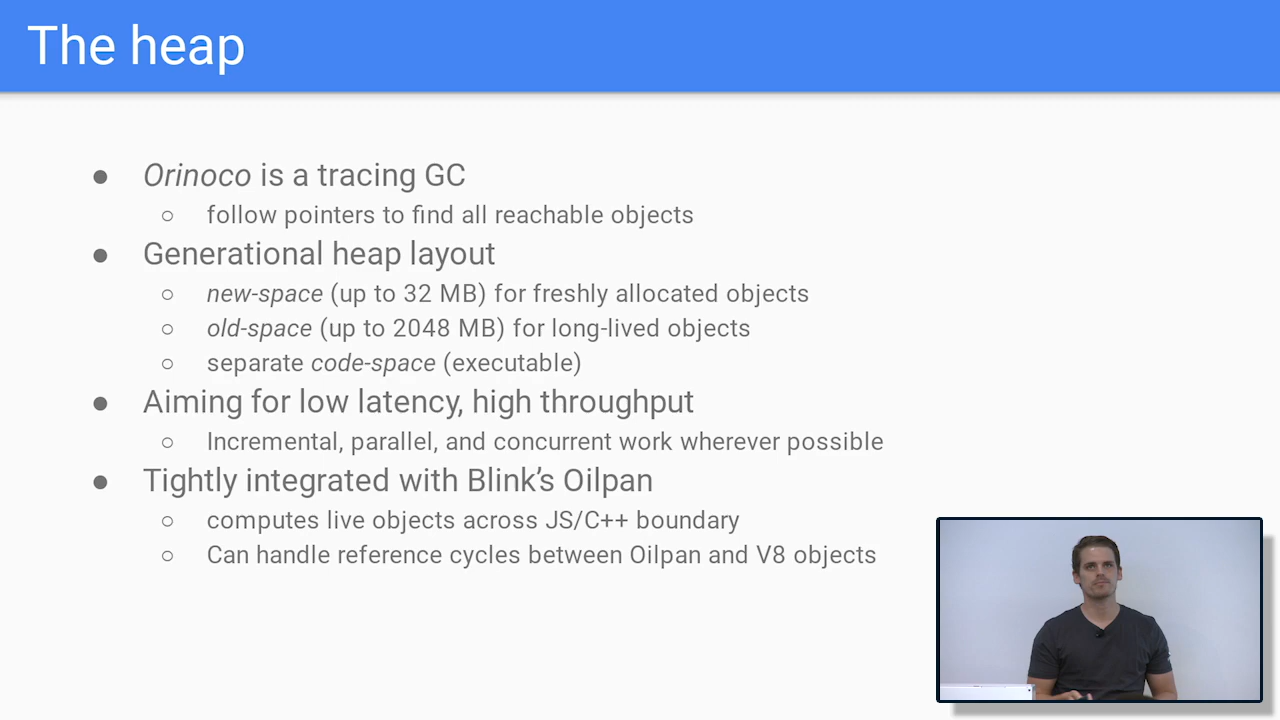 The heap
● Orinoco is a tracing GC
○ follow pointers to find all reachable objects
● Generational heap layout
○ new-space (up to 32 MB) for freshly allocated objects
○ old-space (up to 2048 MB) for long-lived objects
○ separate code-space (executable)
● Aiming for low latency, high throughput
○ Incremental, parallel, and concurrent work wherever possible
● Tightly integrated with Blink’s Oilpan
○ computes live objects across JS/C++ boundary
○ Can handle reference cycles between Oilpan and V8 objects